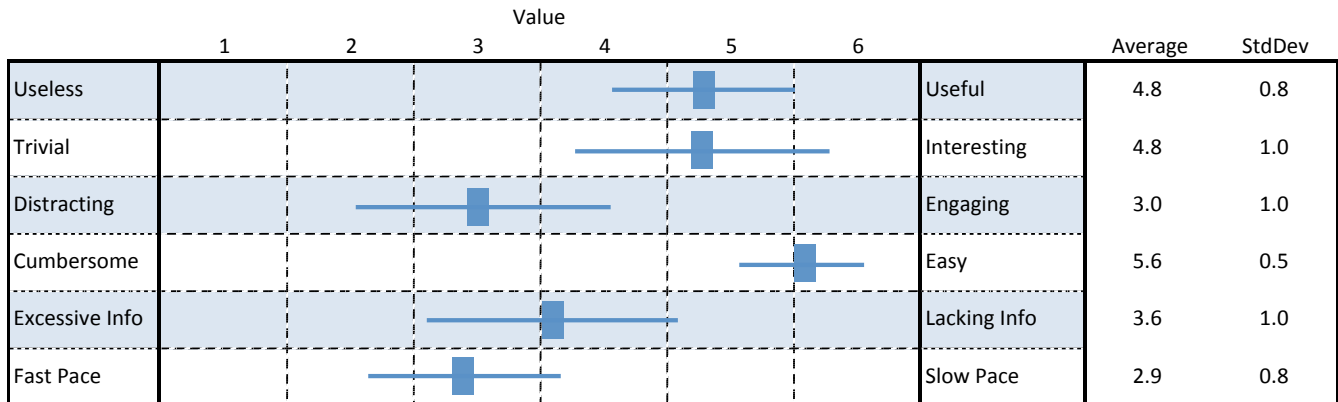 Value
1 2 3 4 5 6 Average StdDev
Useless Useful 4.8 0.8
Trivial Interesting 4.8 1.0
Distracting Engaging 3.0 1.0
Cumbersome Easy 5.6 0.5
Excessive Info Lacking Info 3.6 1.0
Fast Pace Slow Pace 2.9 0.8